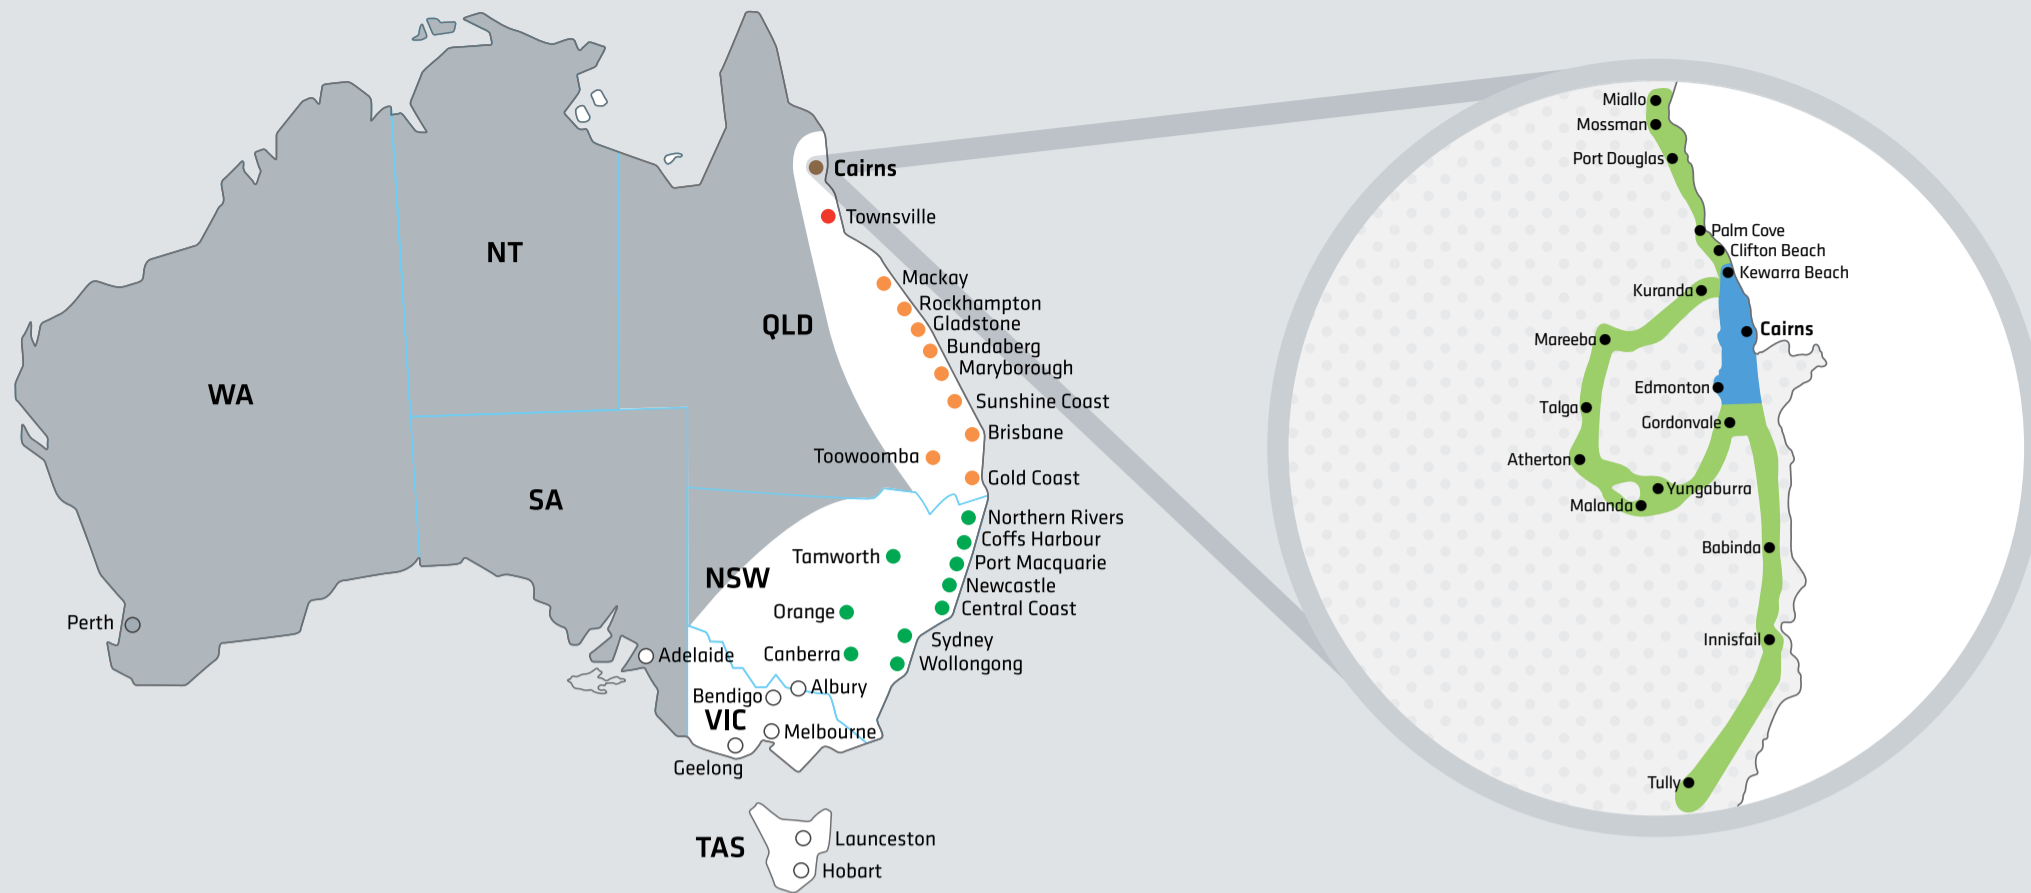 Cairns
Townsville
NT
Mackay
Rockhampton
Gladstone
QLD
Bundaberg
Maryborough
WA
Sunshine Coast
Brisbane
Toowoomba
Gold Coast
SA
Northern Rivers
Coffs Harbour
Tamworth
Port Macquarie
NSW
Newcastle
Central Coast
Orange
Perth
Sydney
Canberra
Adelaide
Wollongong
Albury
Bendigo
VIC
Melbourne
Geelong
Launceston
TAS
Hobart
Miallo
Mossman
Port Douglas
Palm Cove
Clifton Beach
Kewarra Beach
Kuranda
Cairns
Mareeba
Edmonton
Talga
Gordonvale
Atherton
Yungaburra
Malanda
Babinda
Innisfail
Tully